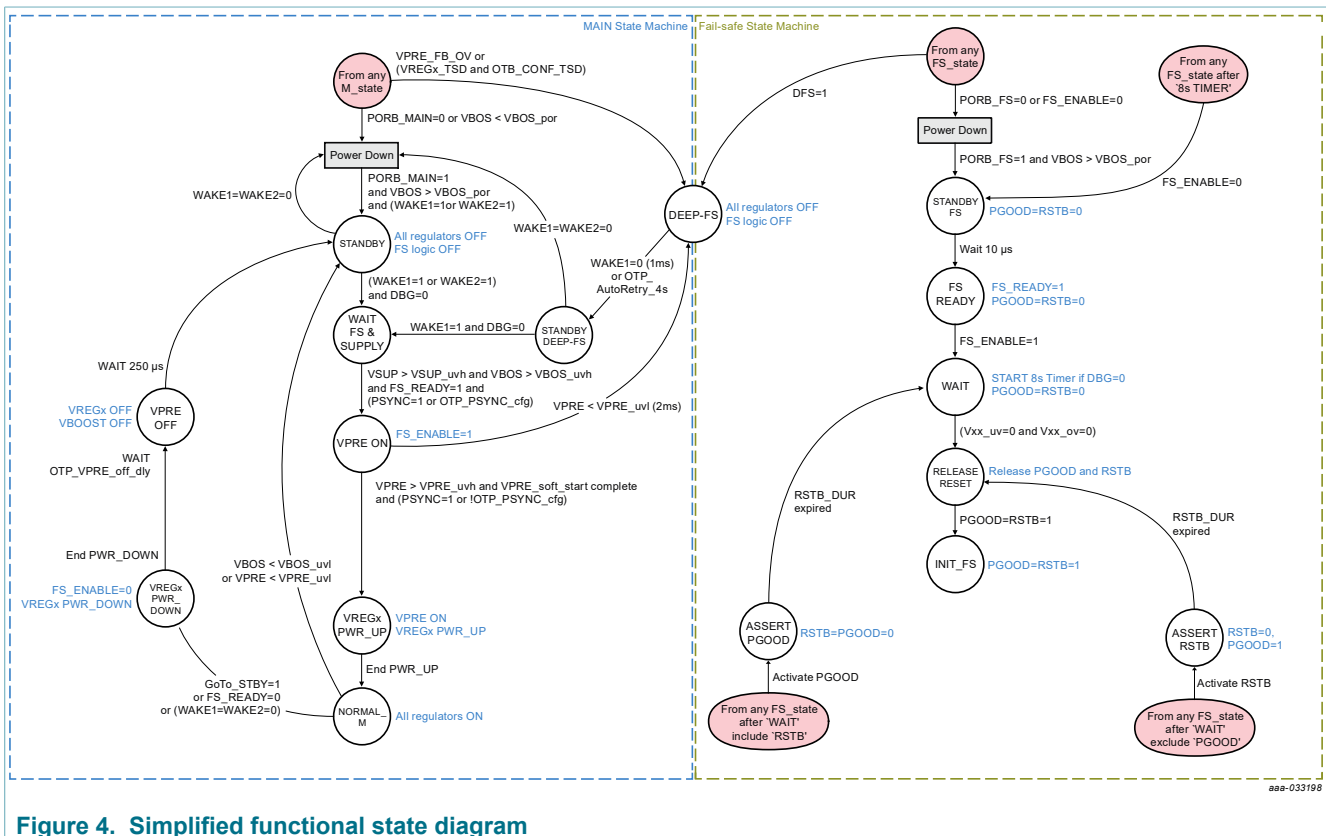 MAIN State Machine
From any
M_state
VPRE_FB_OV or
(VREGx_TSD and OTB_CONF_TSD)
PORB_MAIN=0 or VBOS < VBOS_por
Power Down
WAKE1=WAKE2=0
PORB_MAIN=1
and VBOS > VBOS_por
and (WAKE1=1or WAKE2=1)
WAKE1=WAKE2=0
STANDBY
All regulators OFF
FS logic OFF
(WAKE1=1 or WAKE2=1)
and DBG=0
WAIT
FS &
SUPPLY
WAKE1=1 and DBG=0
STANDBY
DEEP-FS
WAKE1=0 (1ms)
or OTP_
AutoRetry_4s
DEEP-FS
All regulators OFF
FS logic OFF
WAIT 250 µs
VSUP > VSUP_uvh and VBOS > VBOS_uvh
and FS_READY=1 and
(PSYNC=1 or OTP_PSYNC_cfg)
VPRE < VPRE_uvl (2ms)
VREGx OFF
VBOOST OFF
VPRE
OFF
VPRE ON
FS_ENABLE=1
WAIT
OTP_VPRE_off_dly
VPRE > VPRE_uvh and VPRE_soft_start complete
and (PSYNC=1 or !OTP_PSYNC_cfg)
End PWR_DOWN
VBOS < VBOS_uvl
or VPRE < VPRE_uvl
FS_ENABLE=0
VREGx PWR_DOWN
VREGx
PWR_
DOWN
VREGx
PWR_UP
VPRE ON
VREGx PWR_UP
End PWR_UP
GoTo_STBY=1
or FS_READY=0
or (WAKE1=WAKE2=0)
NORMAL_
M
All regulators ON
Fail-safe State Machine
From any
FS_state
From any
FS_state after
'8s TIMER'
DFS=1
PORB_FS=0 or FS_ENABLE=0
Power Down
PORB_FS=1 and VBOS > VBOS_por
FS_ENABLE=0
STANDBY
FS
PGOOD=RSTB=0
Wait 10 µs
FS
READY
FS_READY=1
PGOOD=RSTB=0
FS_ENABLE=1
WAIT
START 8s Timer if DBG=0
PGOOD=RSTB=0
(Vxx_uv=0 and Vxx_ov=0)
RELEASE
RESET
Release PGOOD and RSTB
RSTB_DUR
expired
RSTB_DUR
expired
PGOOD=RSTB=1
INIT_FS
PGOOD=RSTB=1
ASSERT
PGOOD
RSTB=PGOOD=0
ASSERT
RSTB
RSTB=0,
PGOOD=1
Activate PGOOD
Activate RSTB
From any FS_state
after 'WAIT'
include 'RSTB'
From any FS_state
after 'WAIT'
exclude 'PGOOD'
aaa-033198
Figure 4. Simplified functional state diagram